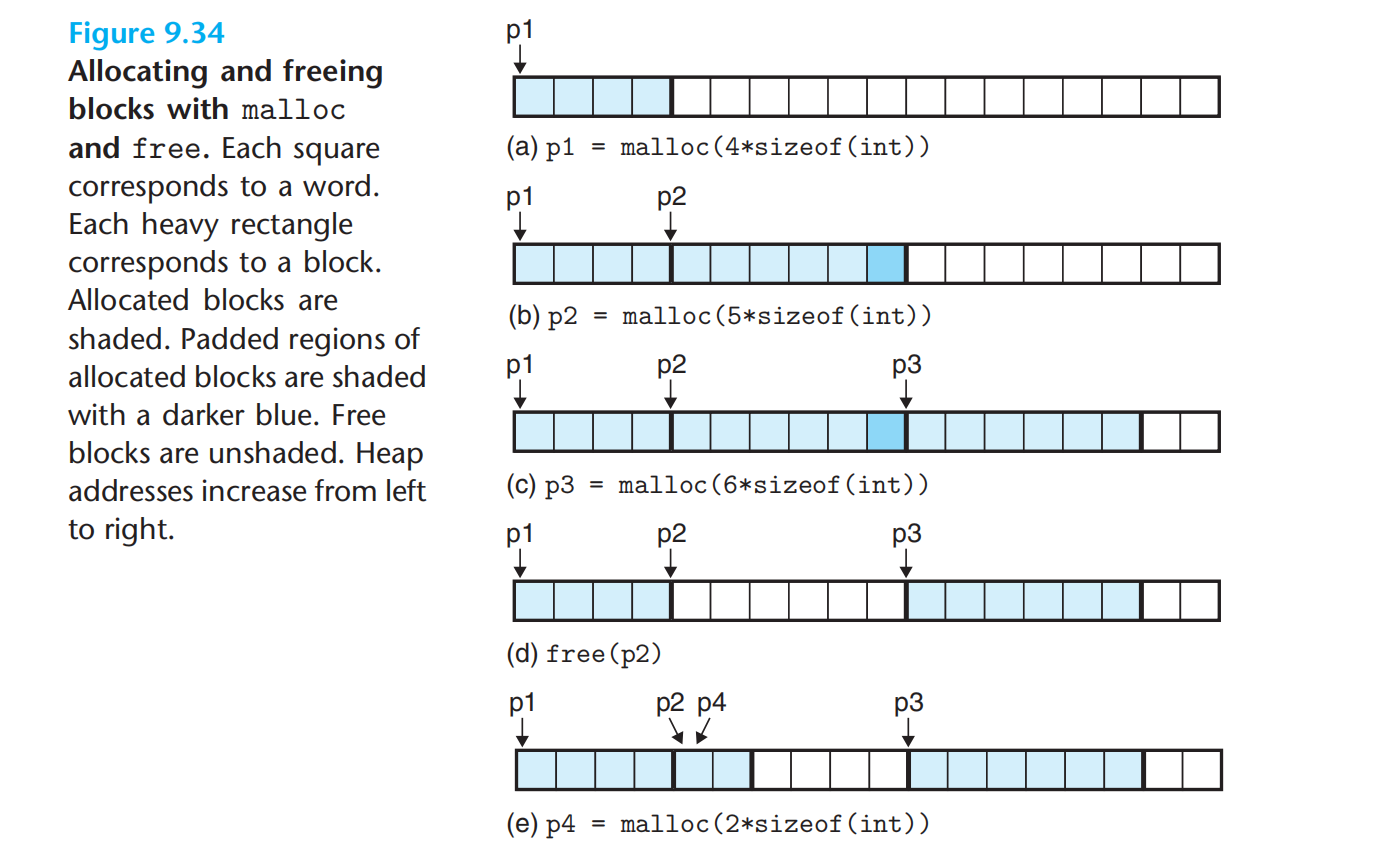 Figure 9.34
Allocating and freeing
blocks with malloc
and free. Each square
corresponds to a word.
Each heavy rectangle
corresponds to a block.
Allocated blocks are
shaded. Padded regions of
allocated blocks are shaded
with a darker blue. Free
blocks are unshaded. Heap
addresses increase from left
to right.
p1
(a) p1 = malloc(4*sizeof(int))
p1 p2
(b) p2 = malloc(5*sizeof(int))
p1 p2 p3
(c) p3 = malloc(6*sizeof(int))
p1 p2 p3
(d) free(p2)
p1 p2 p4 p3
(e) p4 = malloc(2*sizeof(int))